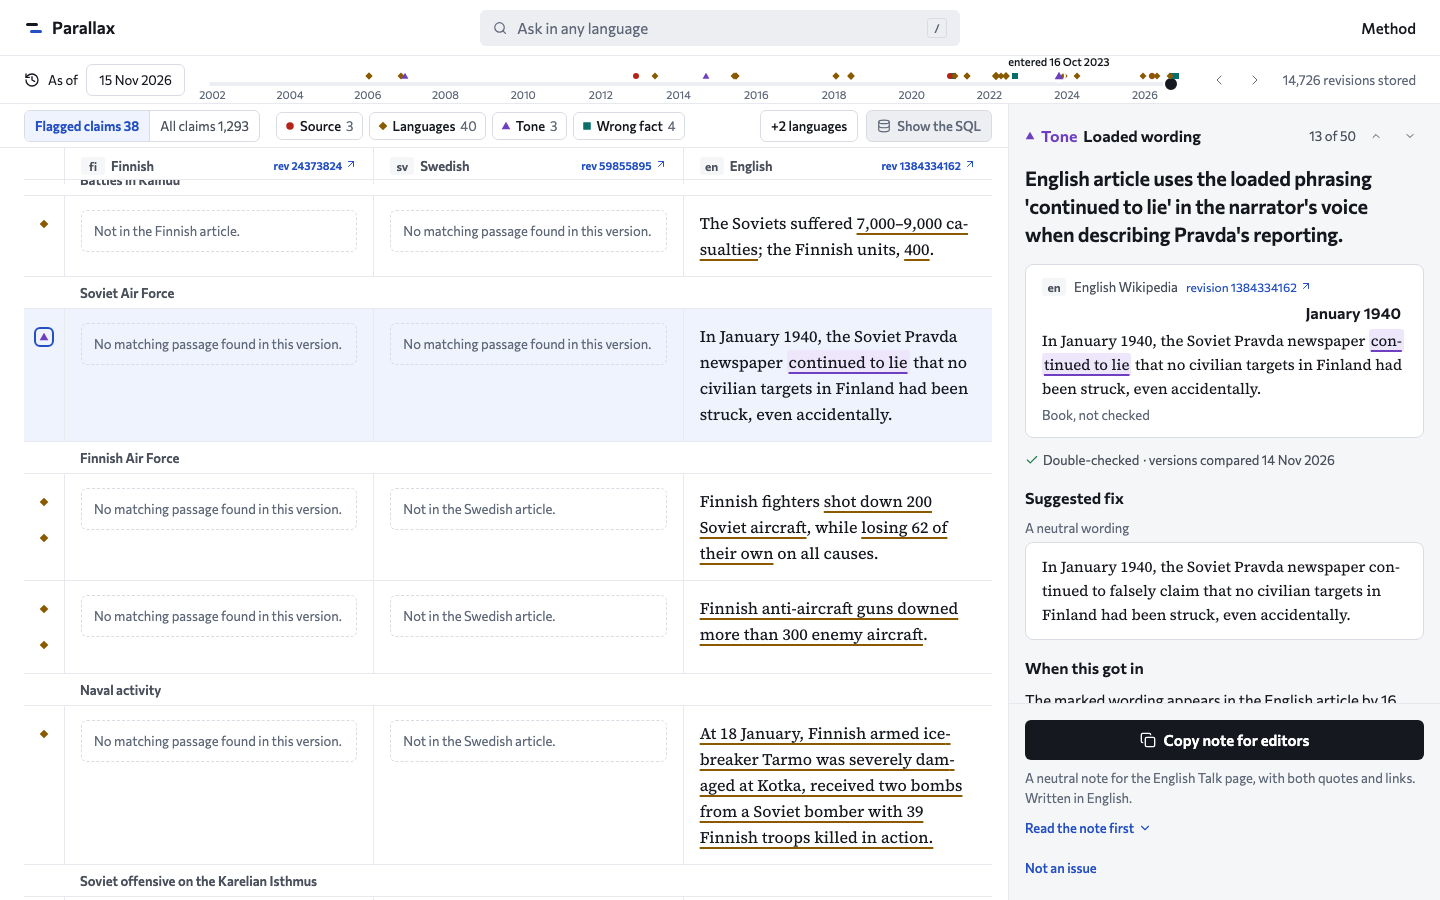 Parallax
Ask in any language
/
Method
As of
15 Nov 2026
entered 16 Oct 2023
2002 2004 2006 2008 2010 2012 2014 2016 2018 2020 2022 2024 2026
14,726 revisions stored
Flagged claims 38
All claims 1,293
Source 3
Languages 40
Tone 3
Wrong fact 4
+2 languages
Show the SQL
fi Finnish rev 24373824
sv Swedish rev 59855895
en English rev 1384334162
Battles in Kainuu
Not in the Finnish article.
No matching passage found in this version.
The Soviets suffered 7,000–9,000 ca-
sualties; the Finnish units, 400.
Soviet Air Force
No matching passage found in this version.
No matching passage found in this version.
In January 1940, the Soviet Pravda
newspaper continued to lie that no
civilian targets in Finland had been
struck, even accidentally.
Finnish Air Force
No matching passage found in this version.
Not in the Swedish article.
Finnish fighters shot down 200
Soviet aircraft, while losing 62 of
their own on all causes.
No matching passage found in this version.
Not in the Swedish article.
Finnish anti-aircraft guns downed
more than 300 enemy aircraft.
Naval activity
No matching passage found in this version.
Not in the Swedish article.
At 18 January, Finnish armed ice-
breaker Tarmo was severely dam-
aged at Kotka, received two bombs
from a Soviet bomber with 39
Finnish troops killed in action.
Soviet offensive on the Karelian Isthmus
Tone Loaded wording
13 of 50
English article uses the loaded phrasing
'continued to lie' in the narrator's voice
when describing Pravda's reporting.
en English Wikipedia revision 1384334162
January 1940
In January 1940, the Soviet Pravda newspaper con-
tinued to lie that no civilian targets in Finland had
been struck, even accidentally.
Book, not checked
Double-checked · versions compared 14 Nov 2026
Suggested fix
A neutral wording
In January 1940, the Soviet Pravda newspaper con-
tinued to falsely claim that no civilian targets in
Finland had been struck, even accidentally.
When this got in
The marked wording appears in the English article by 16
Copy note for editors
A neutral note for the English Talk page, with both quotes and links.
Written in English.
Read the note first
Not an issue